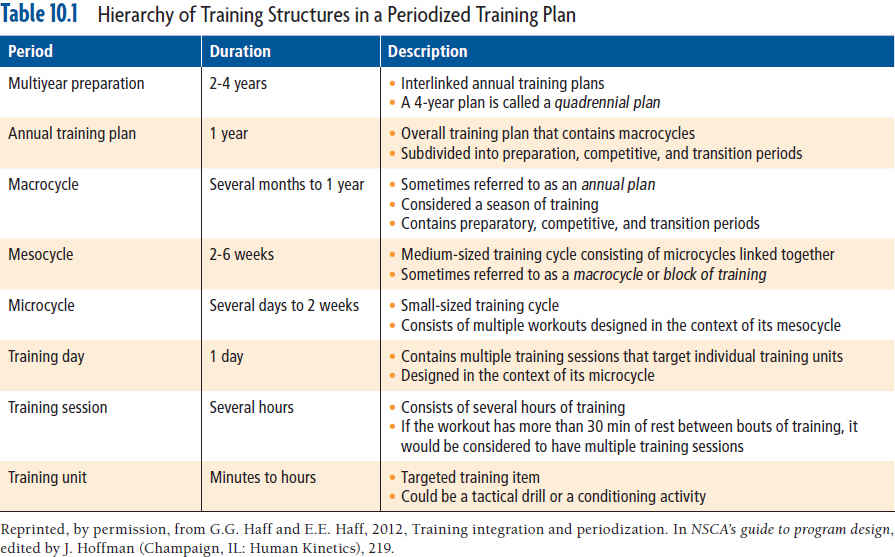 Table 10.1 Hierarchy of Training Structures in a Periodized Training Plan
Period Duration Description
Multiyear preparation 2-4 years • Interlinked annual training plans
• A 4-year plan is called a quadrennial plan
Annual training plan 1 year • Overall training plan that contains macrocycles
• Subdivided into preparation, competitive, and transition periods
Macrocycle Several months to 1 year • Sometimes referred to as an annual plan
• Considered a season of training
• Contains preparatory, competitive, and transition periods
Mesocycle 2-6 weeks • Medium-sized training cycle consisting of microcycles linked together
• Sometimes referred to as a macrocycle or block of training
Microcycle Several days to 2 weeks • Small-sized training cycle
• Consists of multiple workouts designed in the context of its mesocycle
Training day 1 day • Contains multiple training sessions that target individual training units
• Designed in the context of its microcycle
Training session Several hours • Consists of several hours of training
• If the workout has more than 30 min of rest between bouts of training, it
would be considered to have multiple training sessions
Training unit Minutes to hours • Targeted training item
• Could be a tactical drill or a conditioning activity
Reprinted, by permission, from G.G. Haff and E.E. Haff, 2012, Training integration and periodization. In NSCA's guide to program design,
edited by J. Hoffman (Champaign, IL: Human Kinetics), 219.